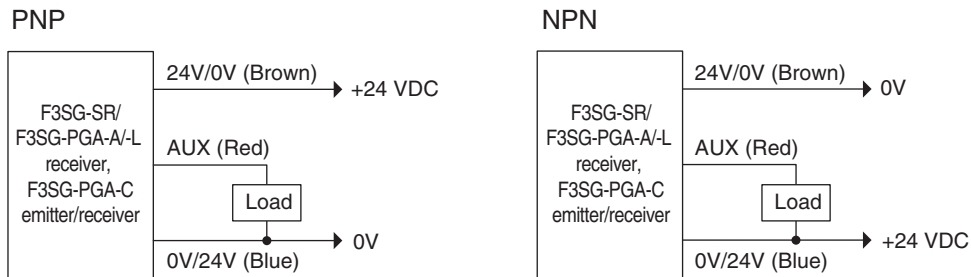 PNP
F3SG-SR/
F3SG-PGA-A/-L
receiver,
F3SG-PGA-C
emitter/receiver
24V/0V (Brown)
+24 VDC
AUX (Red)
Load
0V
0V/24V (Blue)
NPN
F3SG-SR/
F3SG-PGA-A/-L
receiver,
F3SG-PGA-C
emitter/receiver
24V/0V (Brown)
0V
AUX (Red)
Load
+24 VDC
0V/24V (Blue)